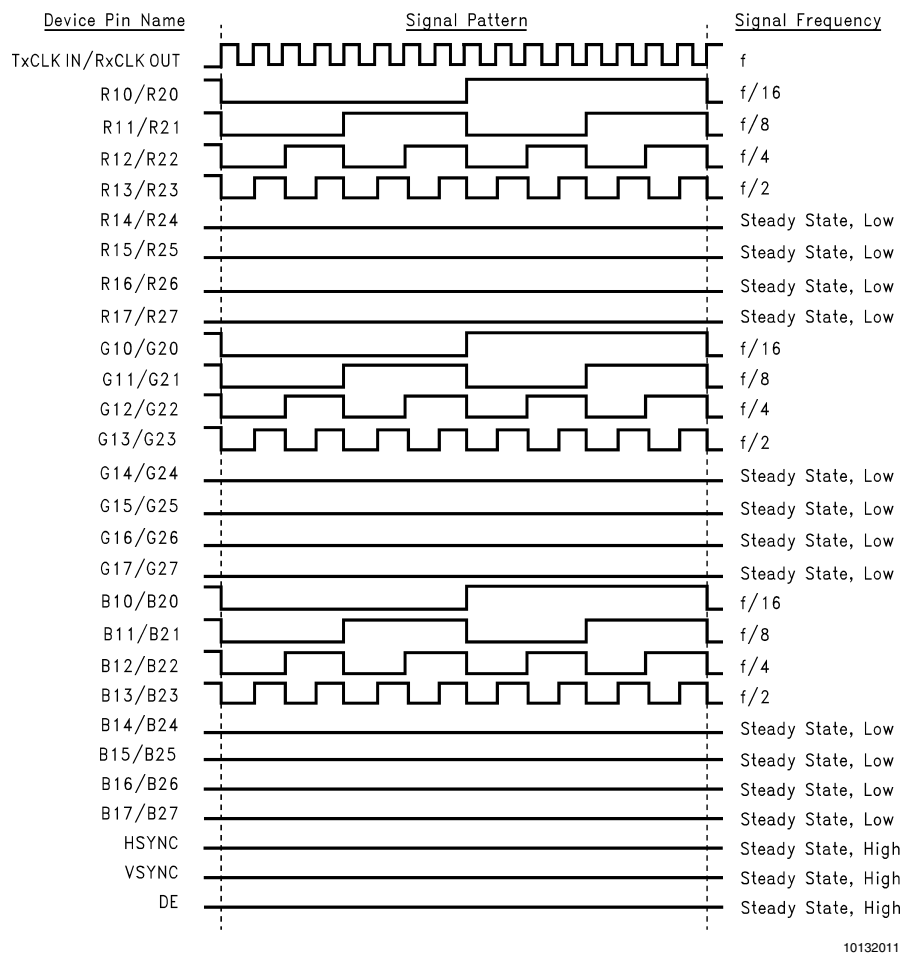 Device Pin Name Signal Pattern Signal Frequency
TxCLK IN/RxCLK OUT f
R10/R20 f/16
R11/R21 f/8
R12/R22 f/4
R13/R23 f/2
R14/R24 Steady State, Low
R15/R25 Steady State, Low
R16/R26 Steady State, Low
R17/R27 Steady State, Low
G10/G20 f/16
G11/G21 f/8
G12/G22 f/4
G13/G23 f/2
G14/G24 Steady State, Low
G15/G25 Steady State, Low
G16/G26 Steady State, Low
G17/G27 Steady State, Low
B10/B20 f/16
B11/B21 f/8
B12/B22 f/4
B13/B23 f/2
B14/B24 Steady State, Low
B15/B25 Steady State, Low
B16/B26 Steady State, Low
B17/B27 Steady State, Low
HSYNC Steady State, High
VSYNC Steady State, High
DE Steady State, High
10132011